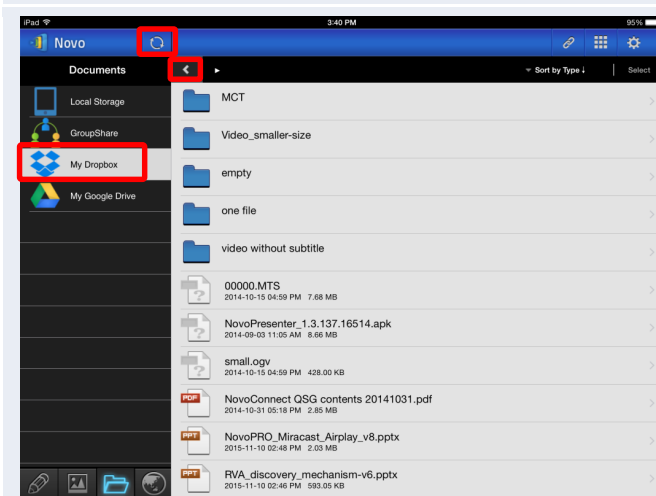 iPad 3:40 PM 95%
Novo
Documents
Sort by Type ↓ Select
Local Storage
GroupShare
My Dropbox
My Google Drive
MCT
Video_smaller-size
empty
one file
video without subtitle
00000.MTS
2014-10-15 04:59 PM 7.68 MB
NovoPresenter_1.3.137.16514.apk
2014-09-03 11:05 AM 8.66 MB
small.ogv
2014-10-15 04:59 PM 428.00 KB
PDF
NovoConnect QSG contents 20141031.pdf
2014-10-31 05:18 PM 2.85 MB
PPT
NovoPRO_Miracast_Airplay_v8.pptx
2015-11-10 02:48 PM 2.03 MB
PPT
RVA_discovery_mechanism-v6.pptx
2015-11-10 02:46 PM 593.05 KB